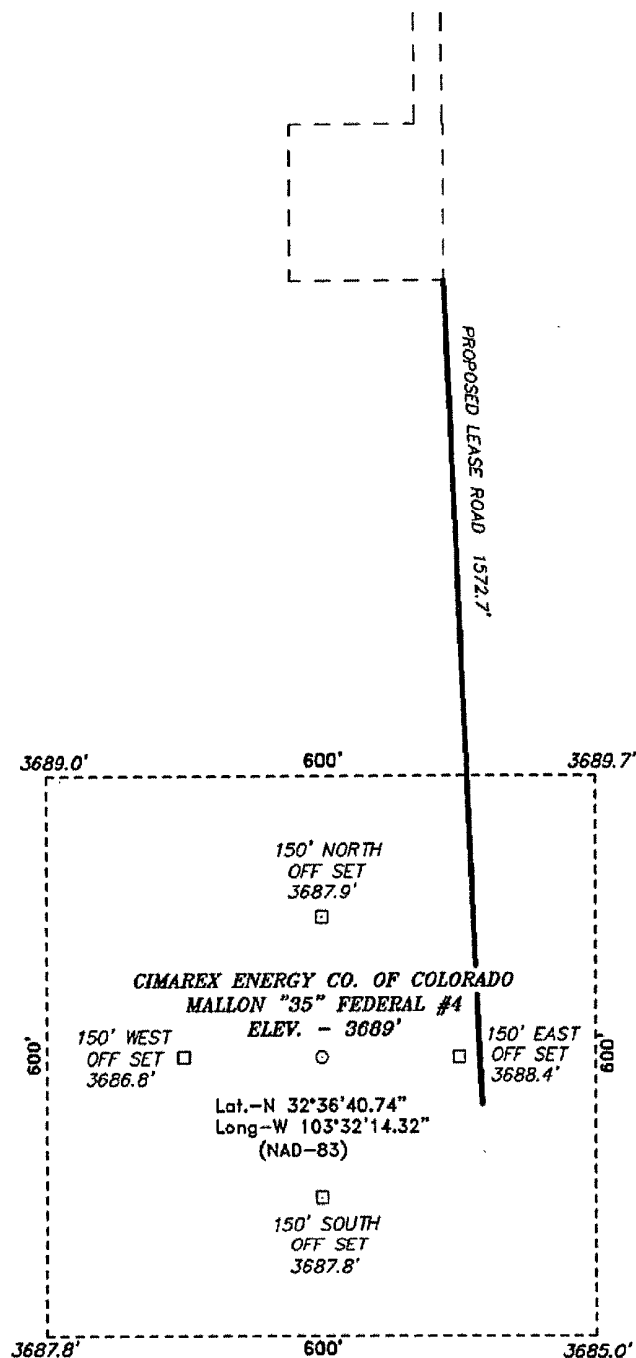 PROPOSED LEASE ROAD 1572.7'
3689.0'
600'
3689.7'
150' NORTH
OFF SET
3687.9'
CIMAREX ENERGY CO. OF COLORADO
MALLON "35" FEDERAL #4
ELEV. - 3689'
600'
150' WEST
OFF SET
3686.8'
150' EAST
OFF SET
3688.4'
600'
Lat.-N 32°36'40.74"
Long-W 103°32'14.32"
(NAD-83)
150' SOUTH
OFF SET
3687.8'
3687.8'
600'
3685.0'